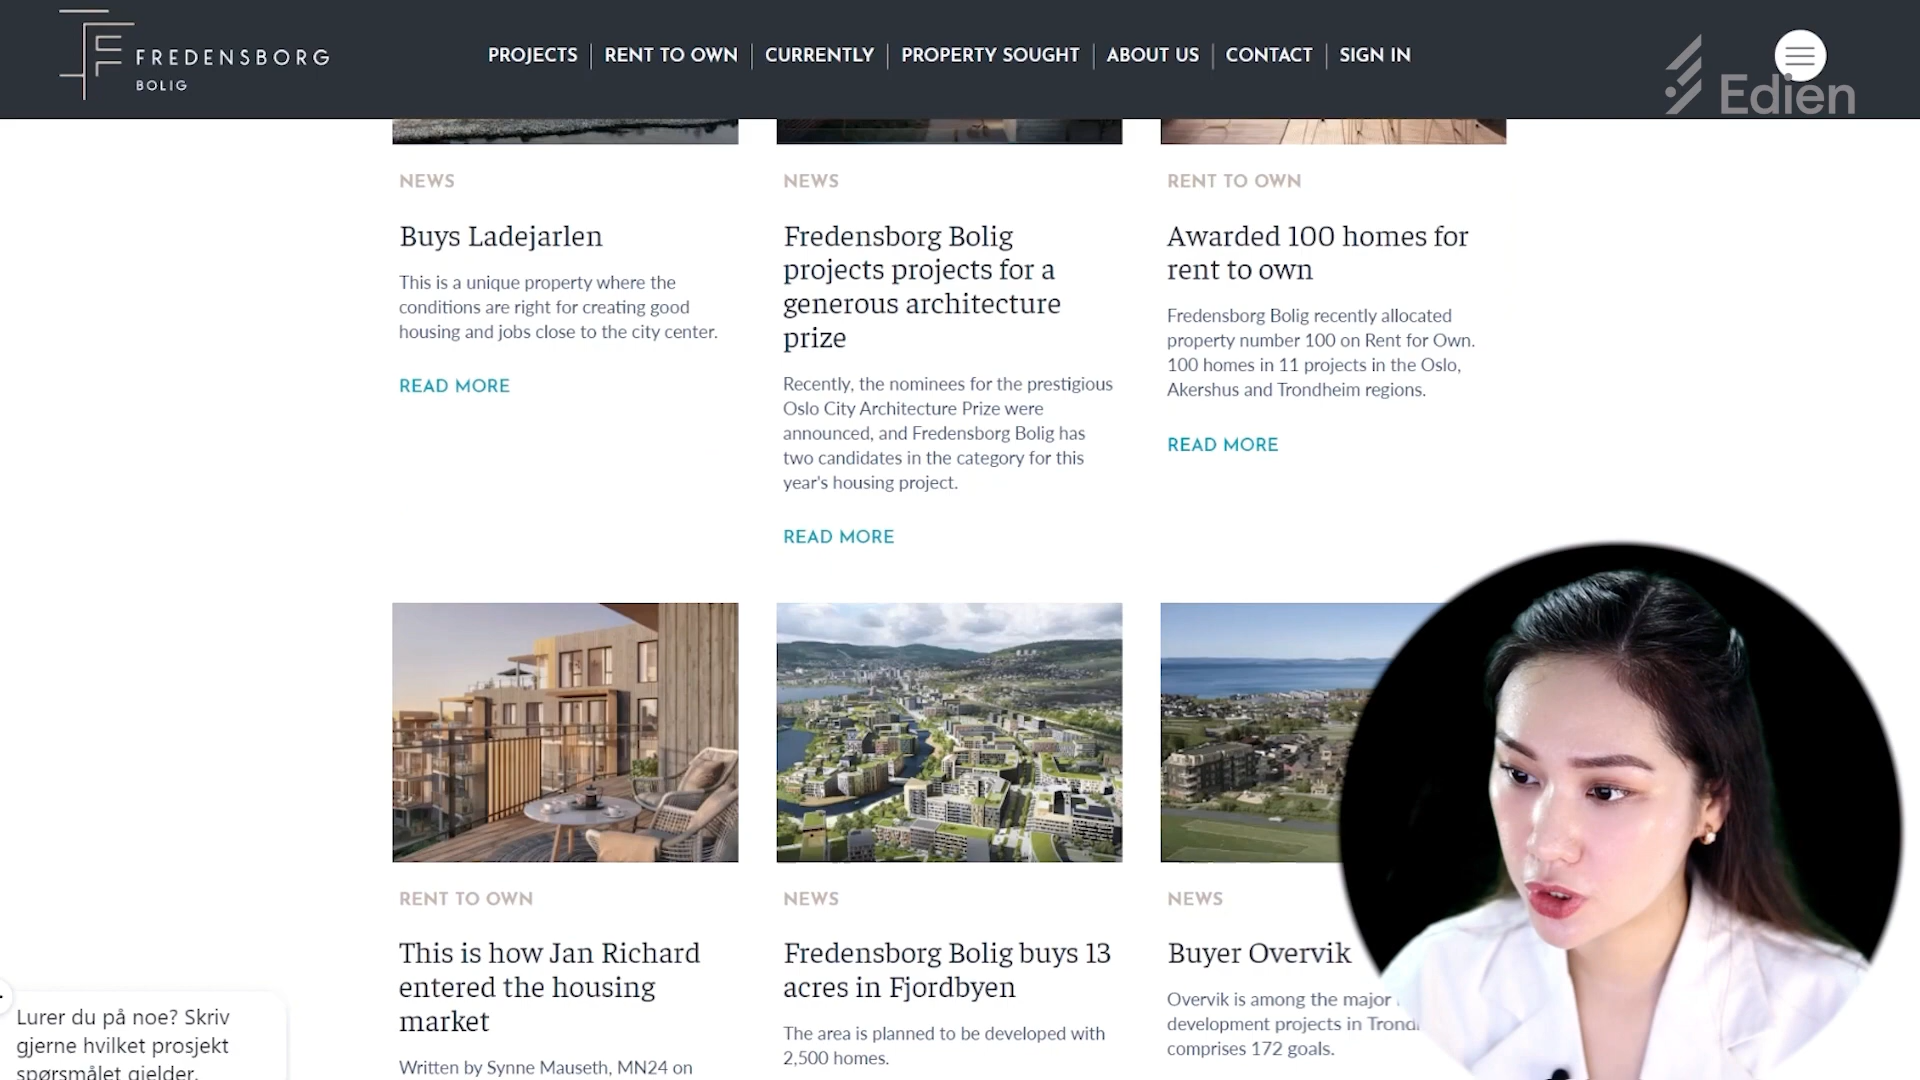 FREDENSBORG
BOLIG
PROJECTS
RENT TO OWN
CURRENTLY
PROPERTY SOUGHT
ABOUT US
CONTACT
SIGN IN
Edien
NEWS
Buys Ladejarlen
This is a unique property where the
conditions are right for creating good
housing and jobs close to the city center.
READ MORE
NEWS
Fredensborg Bolig
projects projects for a
generous architecture
prize
Recently, the nominees for the prestigious
Oslo City Architecture Prize were
announced, and Fredensborg Bolig has
two candidates in the category for this
year's housing project.
READ MORE
RENT TO OWN
Awarded 100 homes for
rent to own
Fredensborg Bolig recently allocated
property number 100 on Rent for Own.
100 homes in 11 projects in the Oslo,
Akershus and Trondheim regions.
READ MORE
RENT TO OWN
This is how Jan Richard
entered the housing
market
Written by Synne Mauseth, MN24 on
NEWS
Fredensborg Bolig buys 13
acres in Fjordbyen
The area is planned to be developed with
2,500 homes.
NEWS
Buyer Overvik
Overvik is among the major
development projects in
comprises 172 goals.
Lurer du på noe? Skriv
gjerne hvilket prosjekt
spørsmålet gjelder.